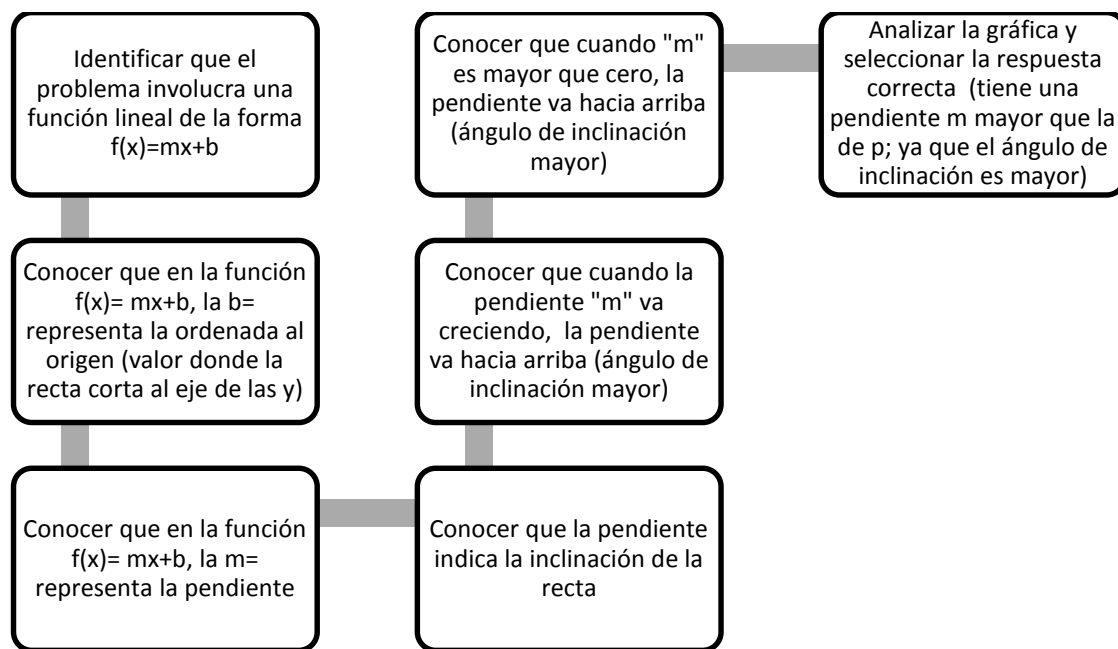 Identificar que el
problema involucra una
función lineal de la forma
f(x)=mx+b
Conocer que en la función
f(x)= mx+b, la b=
representa la ordenada al
origen (valor donde la
recta corta al eje de las y)
Conocer que en la función
f(x)= mx+b, la m=
representa la pendiente
Conocer que la pendiente
indica la inclinación de la
recta
Conocer que cuando la
pendiente "m" va
creciendo, la pendiente
va hacia arriba (ángulo de
inclinación mayor)
Conocer que cuando "m"
es mayor que cero, la
pendiente va hacia arriba
(ángulo de inclinación
mayor)
Analizar la gráfica y
seleccionar la respuesta
correcta (tiene una
pendiente m mayor que la
de p; ya que el ángulo de
inclinación es mayor)